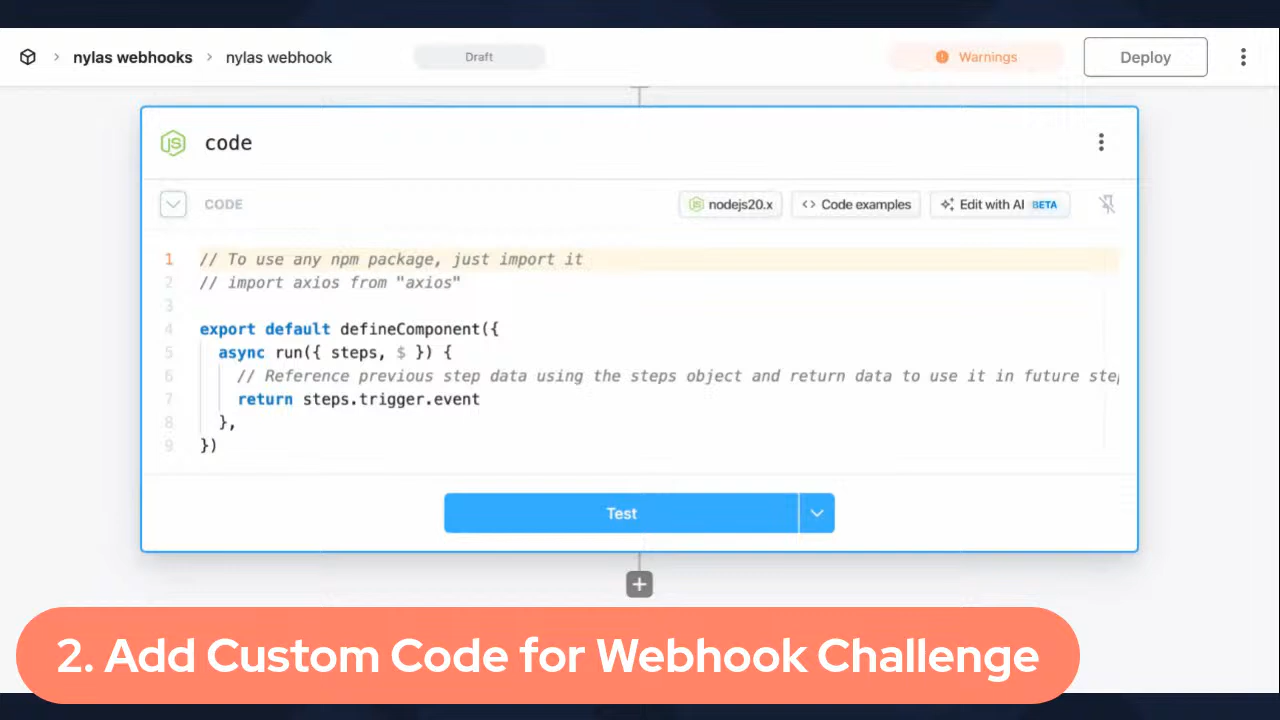 nylas webhooks > nylas webhook
Draft
Warnings
Deploy
JS code
CODE
JS nodejs20.x
<> Code examples
Edit with AI BETA
1 // To use any npm package, just import it
2 // import axios from "axios"
3
4 export default defineComponent({
5 async run({ steps, $ }) {
6 // Reference previous step data using the steps object and return data to use it in future
7 return steps.trigger.event
8 },
9 })
Test
2. Add Custom Code for Webhook Challenge